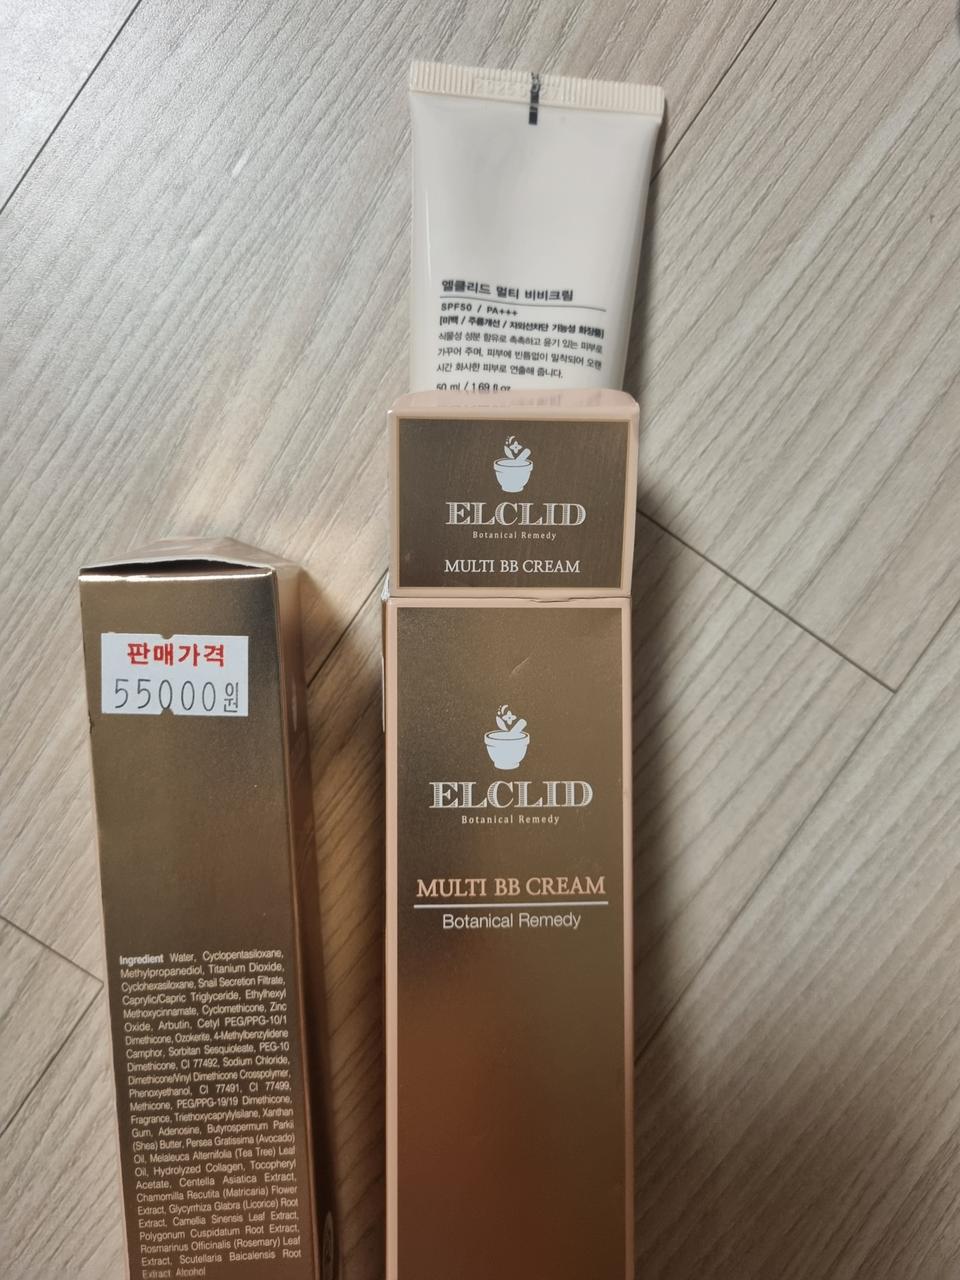 엘클리드 멀티 비비크림
SPF50 / PA+++
[미백 / 주름개선 / 자외선차단 기능성 화장품]
식물성 성분 함유로 촉촉하고 윤기 있는 피부로
가꾸어 주며, 피부에 빈틈없이 밀착되어 오랜
시간 화사한 피부로 연출해 줍니다.
50 ml / 1.69 fl oz
ELCLID
Botanical Remedy
MULTI BB CREAM
판매가격
55000원
ELCLID
Botanical Remedy
MULTI BB CREAM
Botanical Remedy
Ingredient Water, Cyclopentasiloxane,
Methylpropanediol, Titanium Dioxide,
Cyclohexasiloxane, Snail Secretion Filtrate,
Caprylic/Capric Triglyceride, Ethylhexyl
Methoxycinnamate, Cyclomethicone, Zinc
Oxide, Arbutin, Cetyl PEG/PPG-10/1
Dimethicone, Ozokerite, 4-Methylbenzylidene
Camphor, Sorbitan Sesquioleate, PEG-10
Dimethicone, CI 77492, Sodium Chloride,
Dimethicone/Vinyl Dimethicone Crosspolymer,
Phenoxyethanol, CI 77491, CI 77499,
Methicone, PEG/PPG-19/19 Dimethicone,
Fragrance, Triethoxycaprylylsilane, Xanthan
Gum, Adenosine, Butyrospermum Parkii
(Shea) Butter, Persea Gratissima (Avocado)
Oil, Melaleuca Alternifolia (Tea Tree) Leaf
Oil, Hydrolyzed Collagen, Tocopheryl
Acetate, Centella Asiatica Extract,
Chamomilla Recutita (Matricaria) Flower
Extract, Glycyrrhiza Glabra (Licorice) Root
Extract, Camellia Sinensis Leaf Extract,
Polygonum Cuspidatum Root Extract,
Rosmarinus Officinalis (Rosemary) Leaf
Extract, Scutellaria Baicalensis Root
Extract, Alcohol